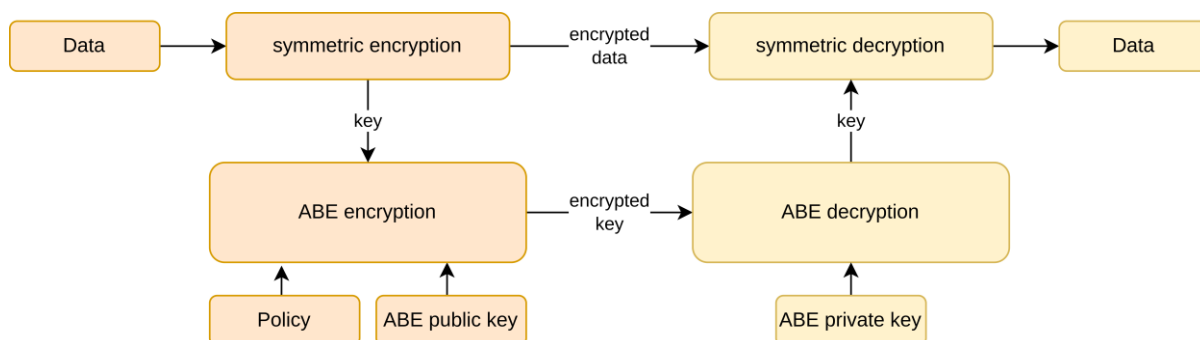 Data
symmetric encryption
encrypted
data
symmetric decryption
Data
key
key
ABE encryption
encrypted
key
ABE decryption
Policy
ABE public key
ABE private key